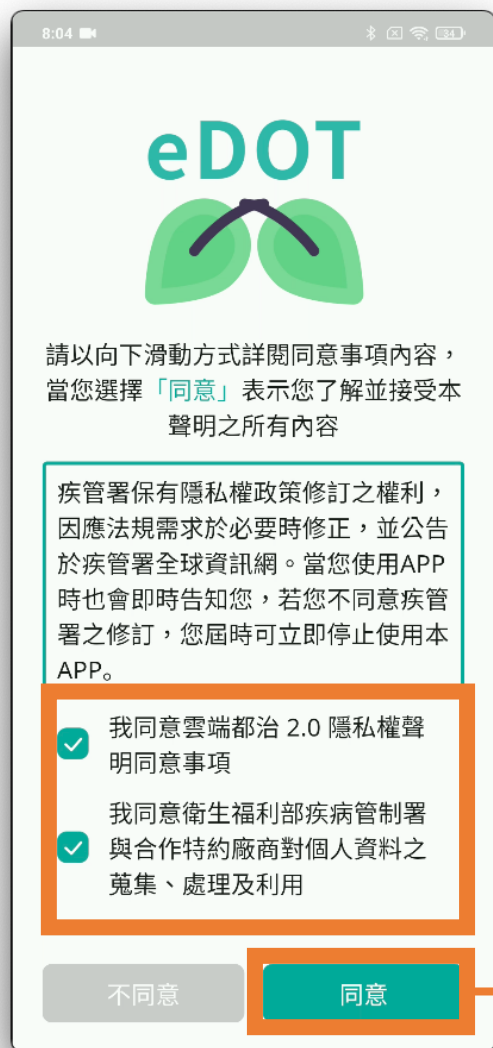 8:04
34
eDOT
請以向下滑動方式詳閱同意事項內容，
當您選擇「同意」表示您了解並接受本
聲明之所有內容
疾管署保有隱私權政策修訂之權利，
因應法規需求於必要時修正，並公告
於疾管署全球資訊網。當您使用APP
時也會即時告知您，若您不同意疾管
署之修訂，您屆時可立即停止使用本
APP。
我同意雲端都治 2.0 隱私權聲
明同意事項
我同意衛生福利部疾病管制署
與合作特約廠商對個人資料之
蒐集、處理及利用
不同意
同意